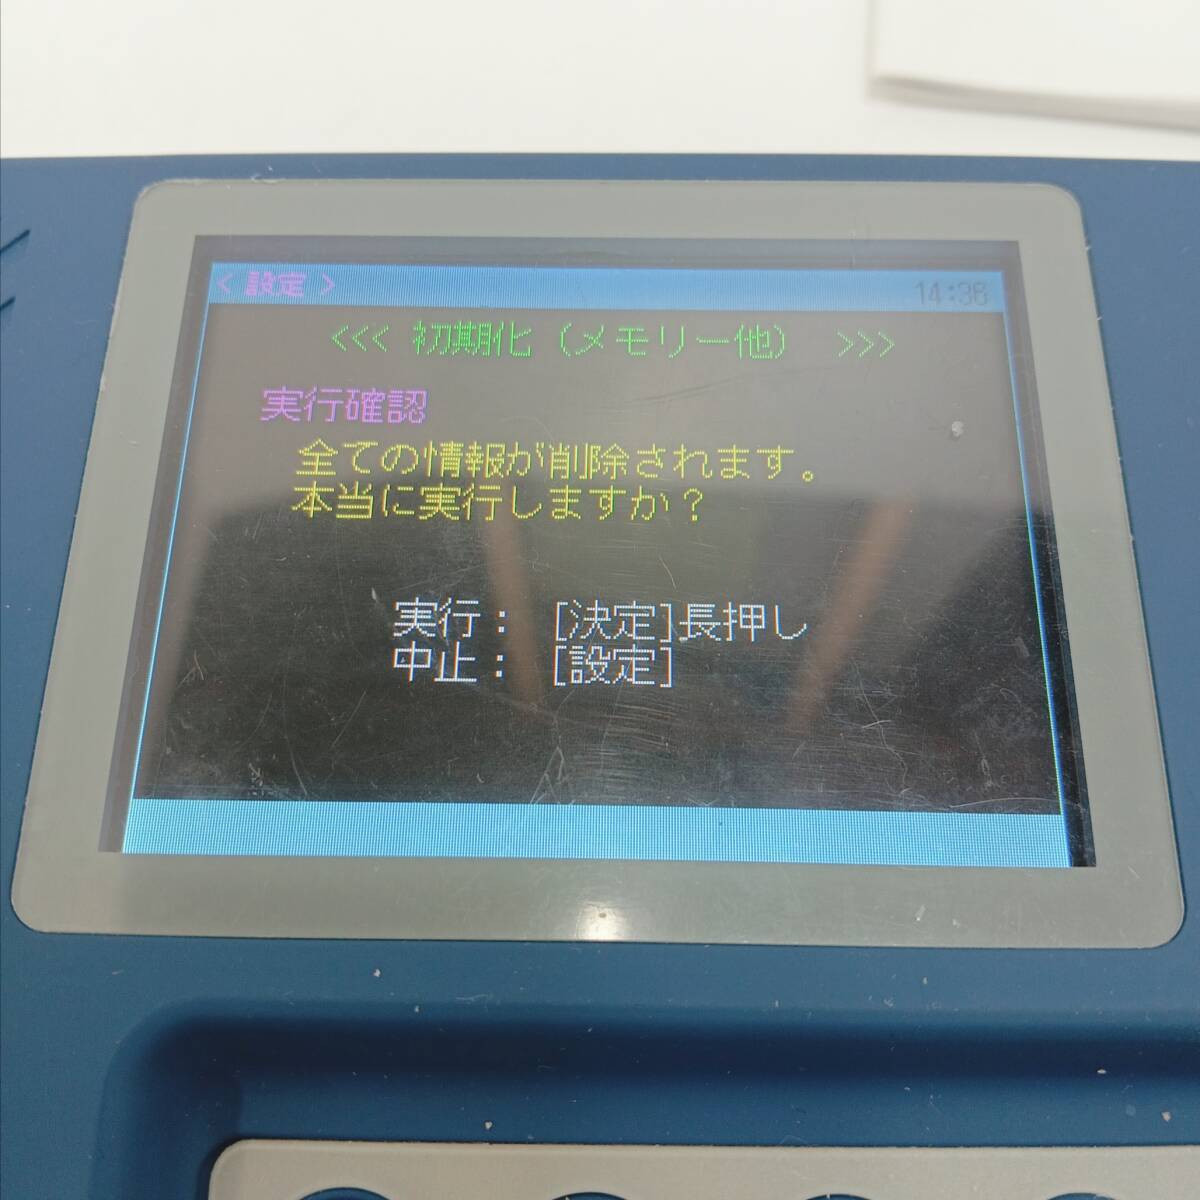 < 設定 > 14:36
<<< 初期化（メモリー他） >>>
実行確認
全ての情報が削除されます。
本当に実行しますか？
実行： [決定]長押し
中止： [設定]